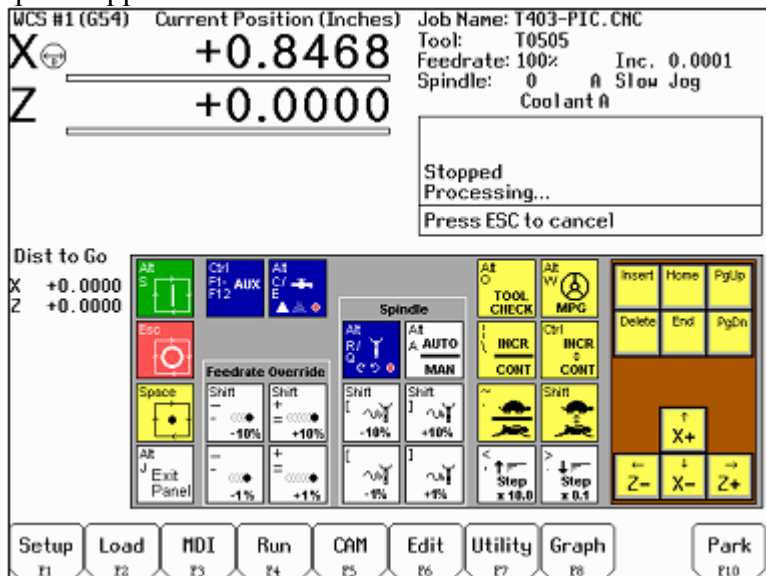 WCS #1 (G54) Current Position (Inches)
X +0.8468
Z +0.0000
Job Name: T403-PIC.CNC
Tool: T0505
Feedrate: 100% Inc. 0.0001
Spindle: 0 A Slow Jog
Coolant A
Stopped
Processing...
Press ESC to cancel
Dist to Go
X +0.0000
Z +0.0000
Alt
S
Ctrl
F1-
F12
AUX
Alt
C/
E
Esc
Feedrate Override
Spindle
Alt
R/
Q
Alt
A AUTO
MAN
Space
Shift
-
-
-10%
Shift
+
=
+10%
Shift
[
-10%
Shift
]
+10%
Alt
J Exit
Panel
-
-
-1%
+
=
+1%
[
-1%
]
+1%
Alt
O
TOOL
CHECK
Alt
W
MPG
|
\ INCR
CONT
Ctrl
INCR
CONT
~
Shift
<
,
Step
x 10.0
>
.
Step
x 0.1
Insert Home PgUp
Delete End PgDn
↑
X+
←
Z-
↓
X-
→
Z+
Setup Load MDI Run CAM Edit Utility Graph Park
F1 F2 F3 F4 F5 F6 F7 F8 F10